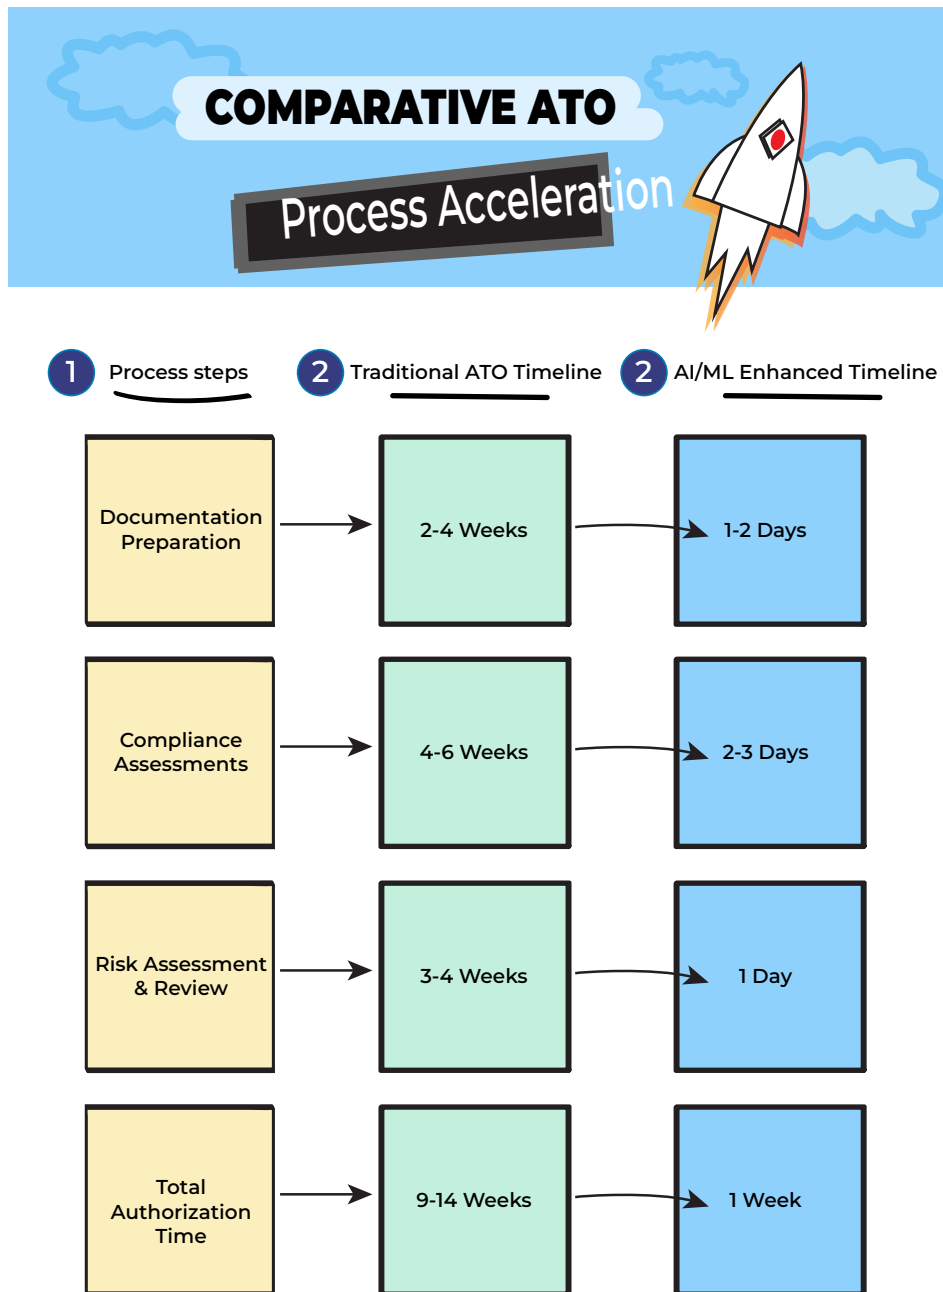 COMPARATIVE ATO
Process Acceleration
1 Process steps
2 Traditional ATO Timeline
2 AI/ML Enhanced Timeline
Documentation
Preparation
2-4 Weeks
1-2 Days
Compliance
Assessments
4-6 Weeks
2-3 Days
Risk Assessment
& Review
3-4 Weeks
1 Day
Total
Authorization
Time
9-14 Weeks
1 Week